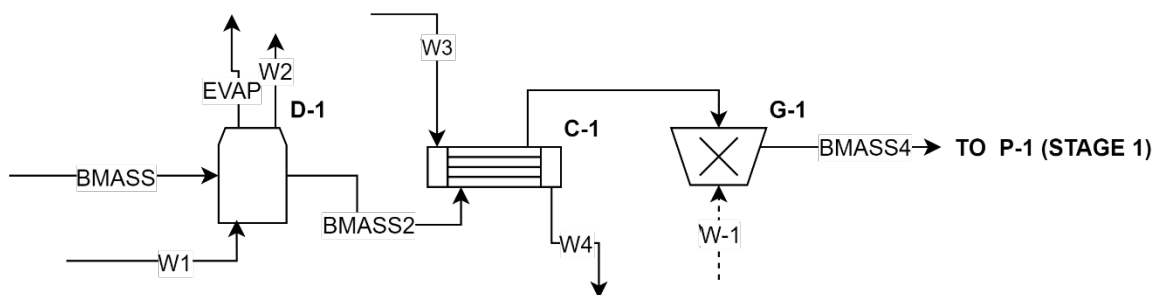 W3
EVAP
W2
D-1
C-1
G-1
BMASS
BMASS2
BMASS4
TO P-1 (STAGE 1)
W1
W4
W-1